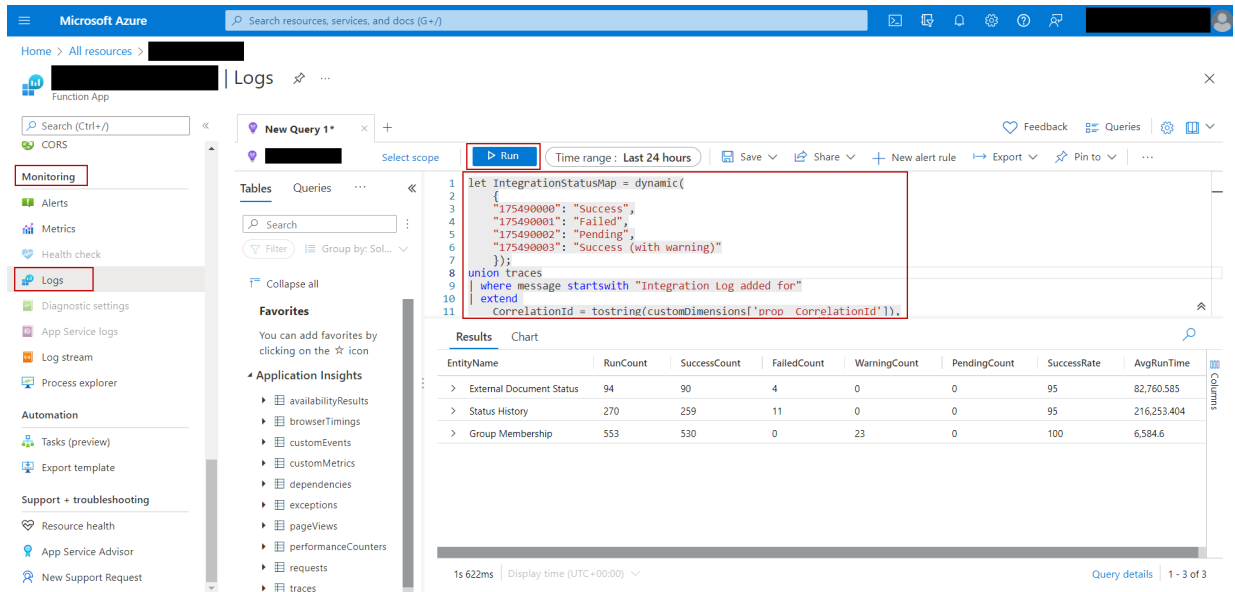 Microsoft Azure
Search resources, services, and docs (G+/)
Home > All resources >
| Logs
Function App
Search (Ctrl+/)
CORS
Monitoring
Alerts
Metrics
Health check
Logs
Diagnostic settings
App Service logs
Log stream
Process explorer
Automation
Tasks (preview)
Export template
Support + troubleshooting
Resource health
App Service Advisor
New Support Request
New Query 1*
Feedback
Queries
Select scope
Run
Time range : Last 24 hours
Save
Share
New alert rule
Export
Pin to
Tables
Queries
Search
Filter
Group by: Sol...
Collapse all
Favorites
You can add favorites by
clicking on the ☆ icon
Application Insights
availabilityResults
browserTimings
customEvents
customMetrics
dependencies
exceptions
pageViews
performanceCounters
requests
traces
1 let IntegrationStatusMap = dynamic(
2 {
3 "175490000": "Success",
4 "175490001": "Failed",
5 "175490002": "Pending",
6 "175490003": "Success (with warning)"
7 });
8 union traces
9 | where message startswith "Integration Log added for"
10 | extend
11 CorrelationId = tostring(customDimensions['prop__CorrelationId']),
Results Chart
EntityName RunCount SuccessCount FailedCount WarningCount PendingCount SuccessRate AvgRunTime
External Document Status 94 90 4 0 0 95 82,760.585
Status History 270 259 11 0 0 95 216,253.404
Group Membership 553 530 0 23 0 100 6,584.6
Columns
1s 622ms Display time (UTC+00:00)
Query details 1 - 3 of 3